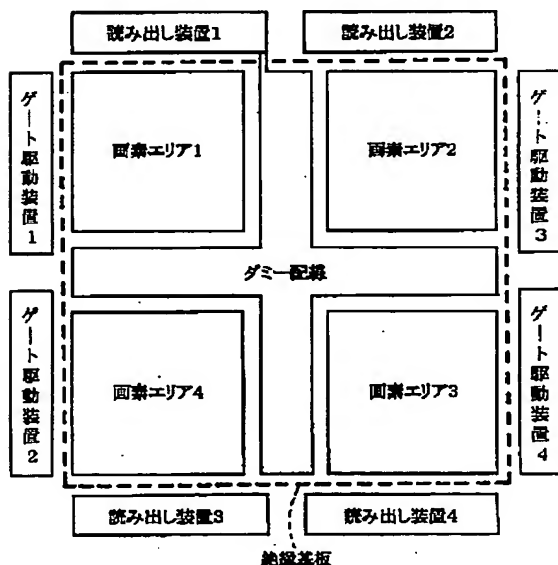 読み出し装置1
読み出し装置2
ゲート駆動装置1
画素エリア1
画素エリア2
ゲート駆動装置3
ダミー配線
ゲート駆動装置2
画素エリア4
画素エリア3
ゲート駆動装置4
読み出し装置3
読み出し装置4
絶縁基板